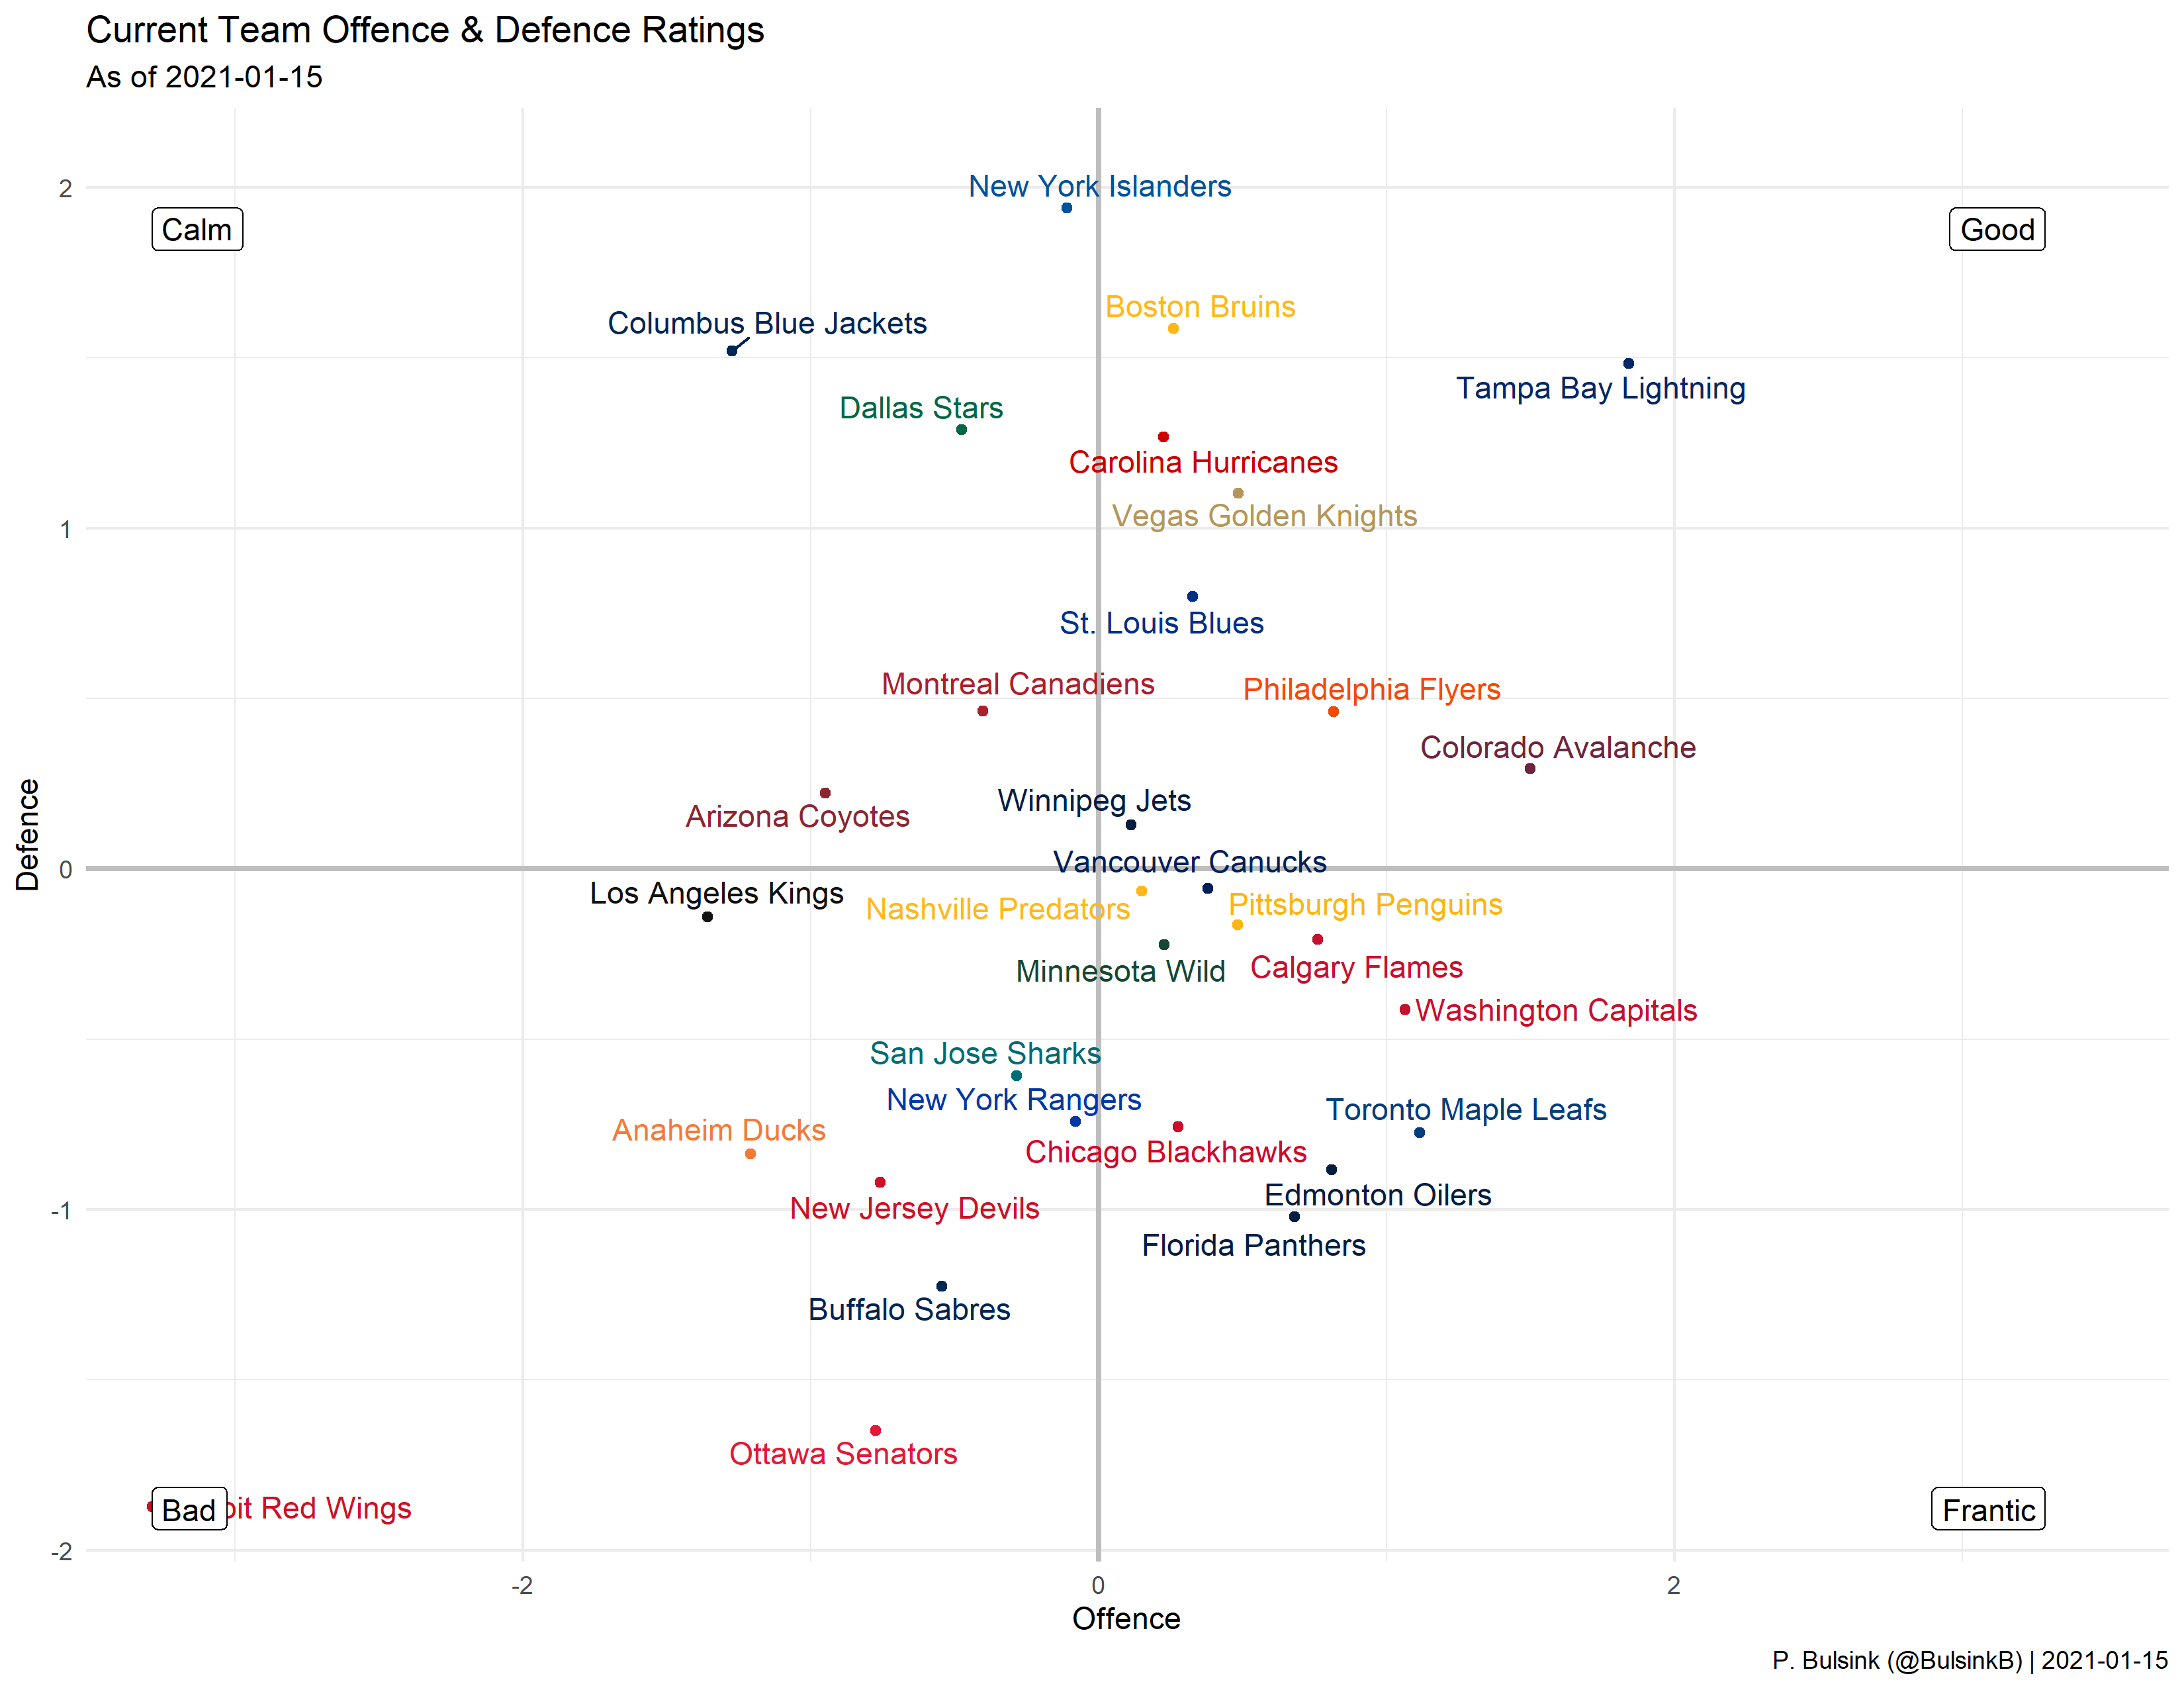 Current Team Offence & Defence Ratings
As of 2021-01-15
2
New York Islanders
Calm
Good
Boston Bruins
Columbus Blue Jackets
Tampa Bay Lightning
Dallas Stars
Carolina Hurricanes
Vegas Golden Knights
1
St. Louis Blues
Montreal Canadiens
Philadelphia Flyers
Colorado Avalanche
Winnipeg Jets
Arizona Coyotes
Defence
Vancouver Canucks
0
Los Angeles Kings
Nashville Predators
Pittsburgh Penguins
Minnesota Wild
Calgary Flames
Washington Capitals
San Jose Sharks
New York Rangers
Toronto Maple Leafs
Anaheim Ducks
Chicago Blackhawks
Edmonton Oilers
New Jersey Devils
-1
Florida Panthers
Buffalo Sabres
Ottawa Senators
Bad
Red Wings
Frantic
-2
-2
0
2
Offence
P. Bulsink (@BulsinkB) | 2021-01-15